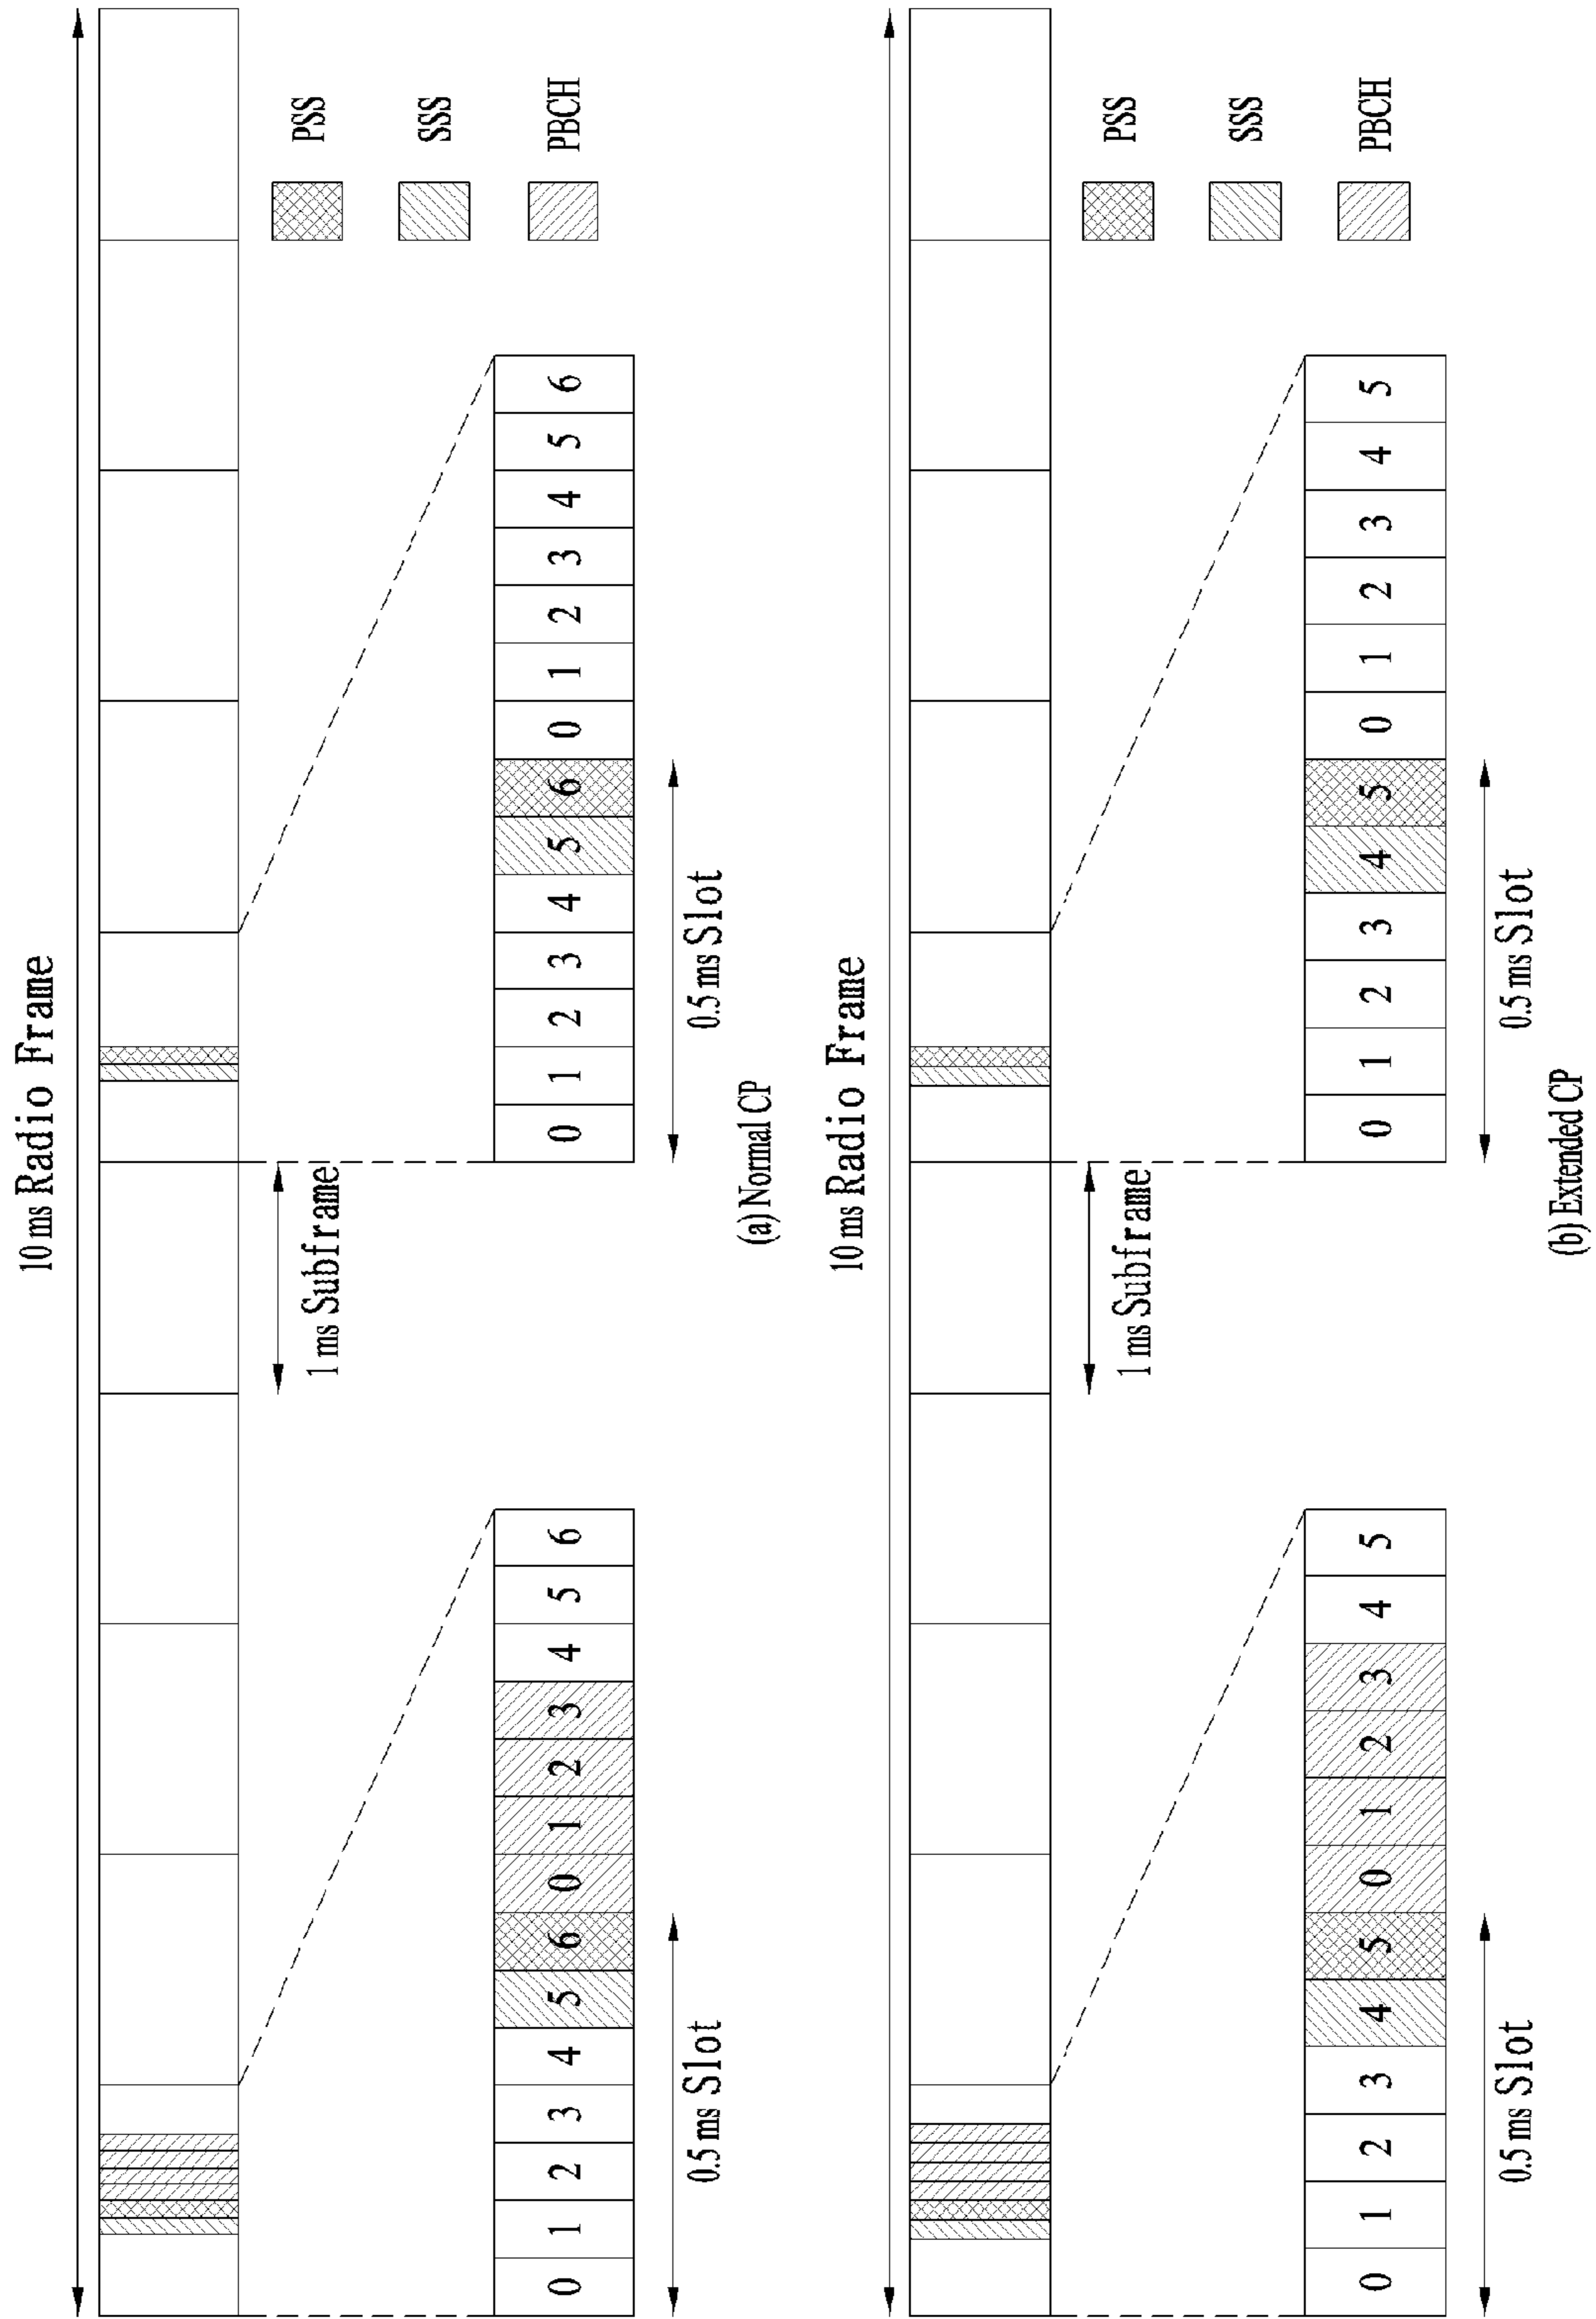 10 ms Radio Frame
1 ms Subframe
PSS
SSS
PBCH
0 1 2 3 4 5 6 0 1 2 3 4 5 6
0 1 2 3 4 5 6 0 1 2 3 4 5 6
0.5 ms Slot
0.5 ms Slot
(a) Normal CP
10 ms Radio Frame
1 ms Subframe
PSS
SSS
PBCH
0 1 2 3 4 5 0 1 2 3 4 5
0 1 2 3 4 5 0 1 2 3 4 5
0.5 ms Slot
0.5 ms Slot
(b) Extended CP